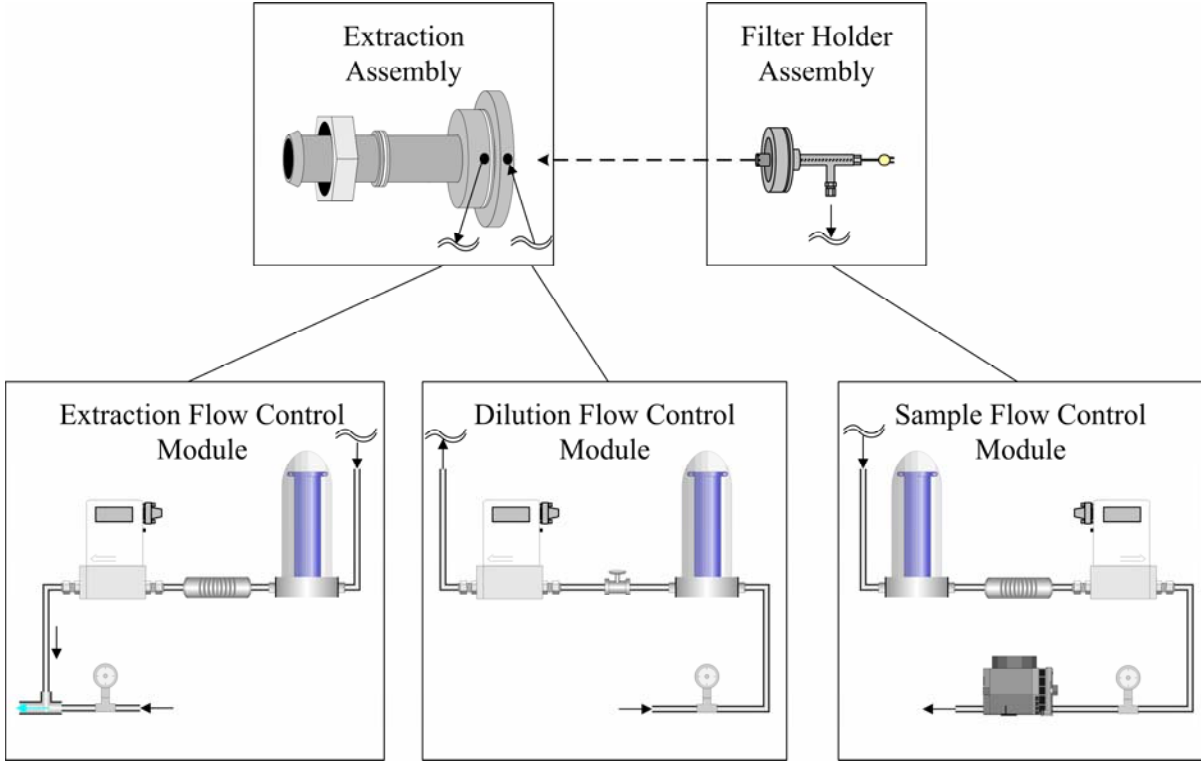 Extraction
Assembly
Filter Holder
Assembly
Extraction Flow Control
Module
Dilution Flow Control
Module
Sample Flow Control
Module